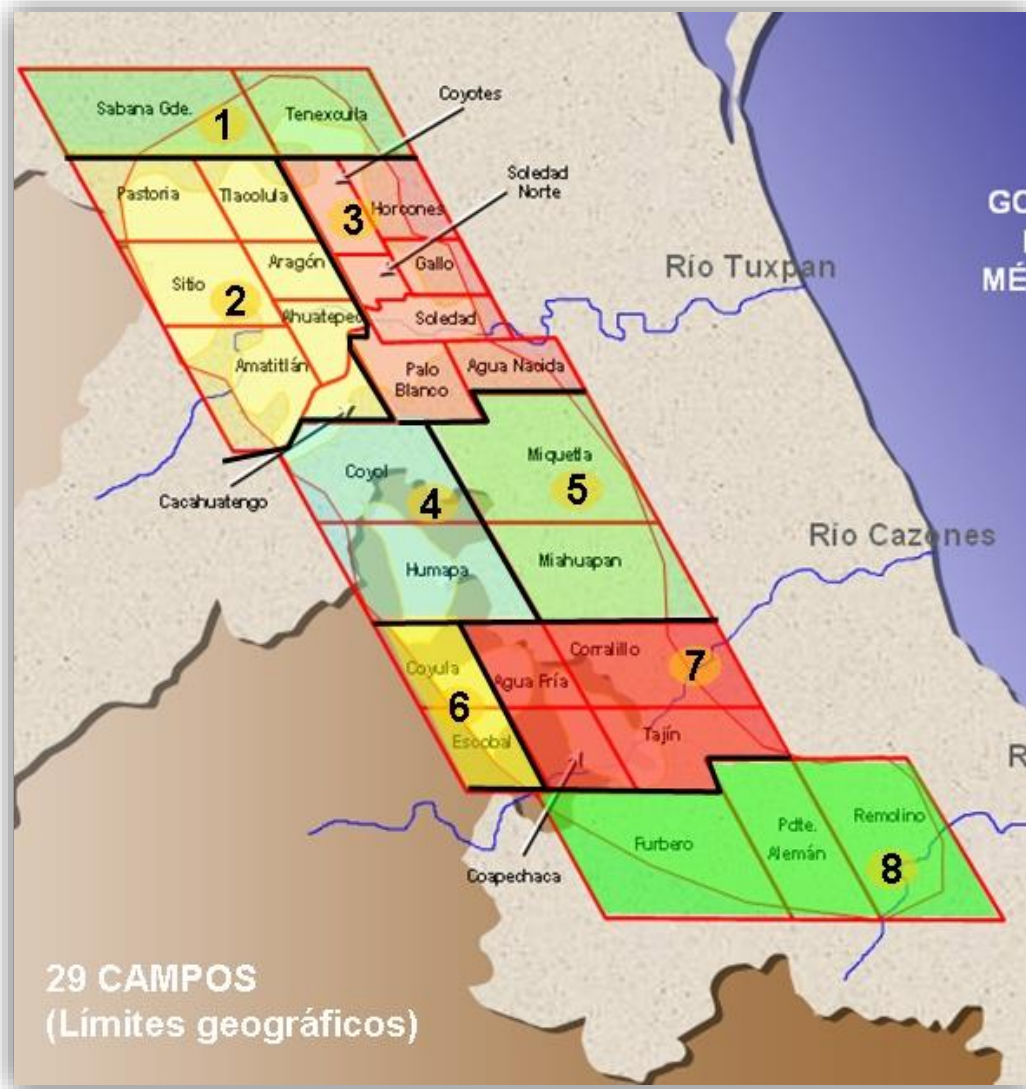 Sabana Gde.
1
Tenexcuila
Coyotes
Pastoria
Tlacolula
3
Horcones
Soledad
Norte
Sitio
2
Aragón
Gallo
Río Tuxpan
GO
MÉ
Ahuatepec
Soledad
Amatitlán
Palo
Blanco
Agua Nacida
Cacahuatengo
Coyol
4
Miquetla
5
Río Cazones
Humapa
Miahuapan
Coyula
6
Escobal
Agua Fría
Corralillo
7
Tajín
R
Coapechaca
Furbero
Pdte.
Alemán
Remolino
8
29 CAMPOS
(Límites geográficos)